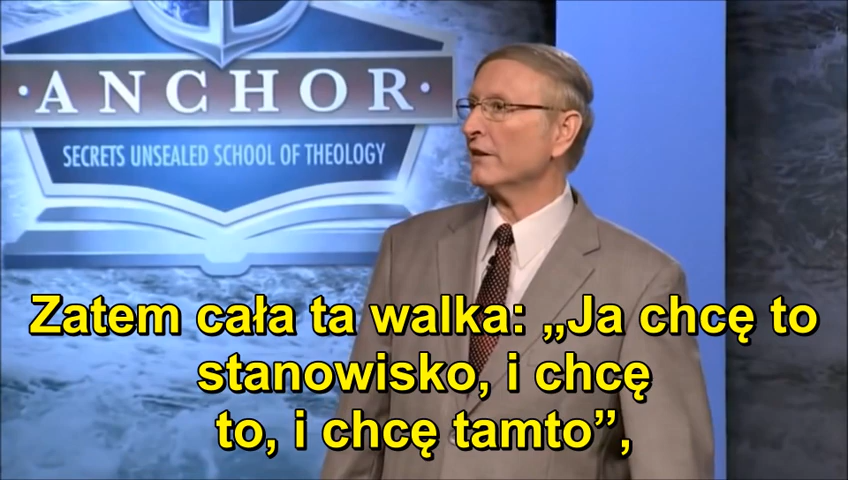 ·ANCHOR·
SECRETS UNSEALED SCHOOL OF THEOLOGY
Zatem cała ta walka: „Ja chcę to
stanowisko, i chcę
to, i chcę tamto”,